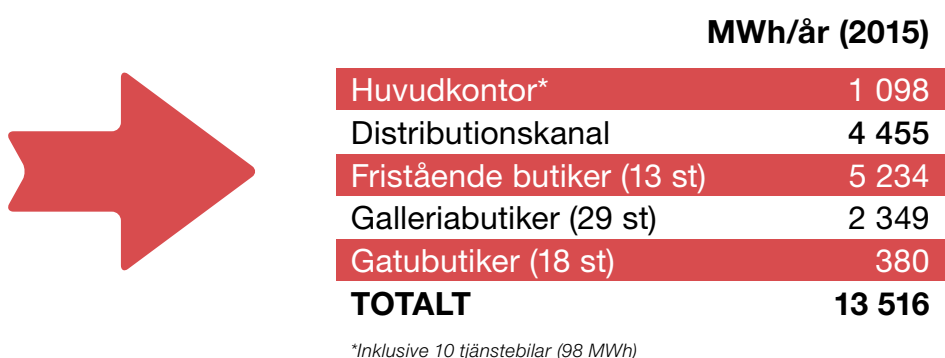 MWh/år (2015)
Huvudkontor* 1 098
Distributionskanal 4 455
Fristående butiker (13 st) 5 234
Galleriabutiker (29 st) 2 349
Gatubutiker (18 st) 380
TOTALT 13 516
*Inklusive 10 tjänstebilar (98 MWh)